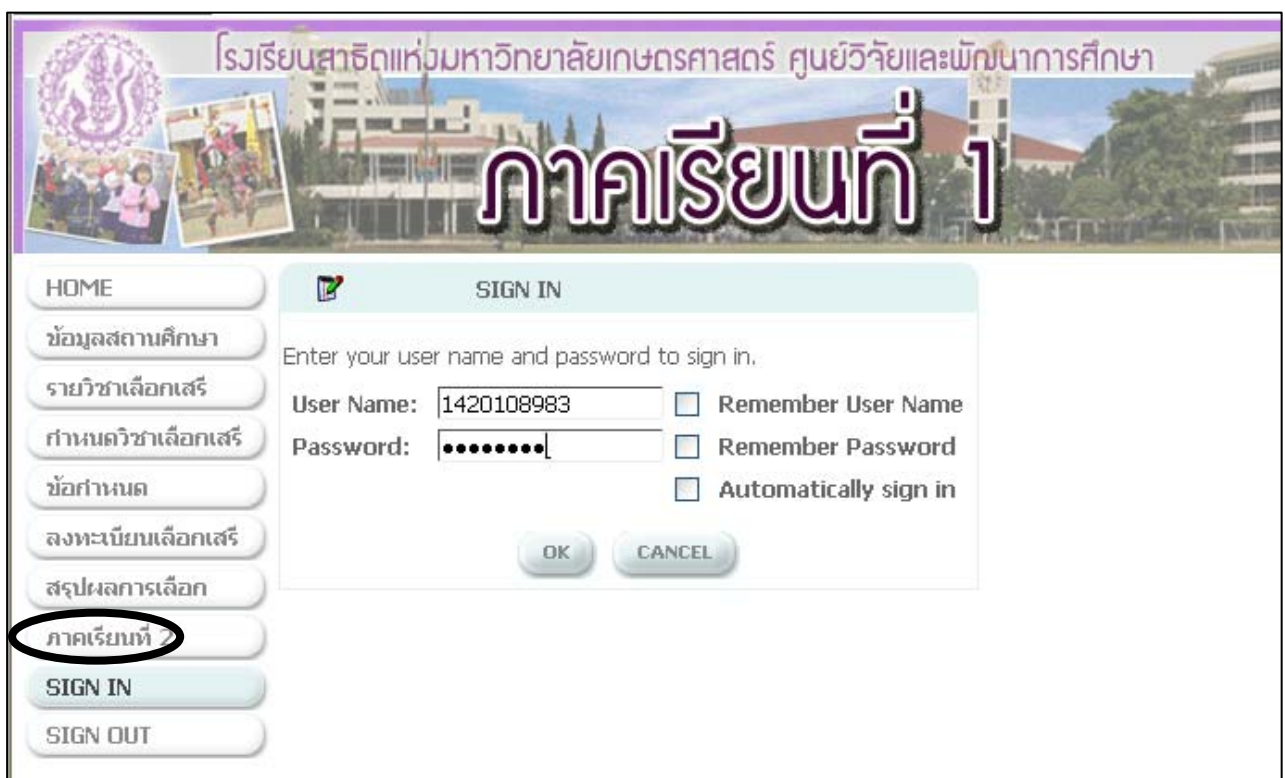 โรงเรียนสาธิตแห่งมหาวิทยาลัยเกษตรศาสตร์ ศูนย์วิจัยและพัฒนาการศึกษา
ภาคเรียนที่ 1
HOME
ข้อมูลสถานศึกษา
รายวิชาเลือกเสรี
กำหนดวิชาเลือกเสรี
ข้อกำหนด
ลงทะเบียนเลือกเสรี
สรุปผลการเลือก
ภาคเรียนที่ 2
SIGN IN
SIGN OUT
SIGN IN
Enter your user name and password to sign in.
User Name: 1420108983 Remember User Name
Password: ●●●●●●●● Remember Password
Automatically sign in
OK CANCEL